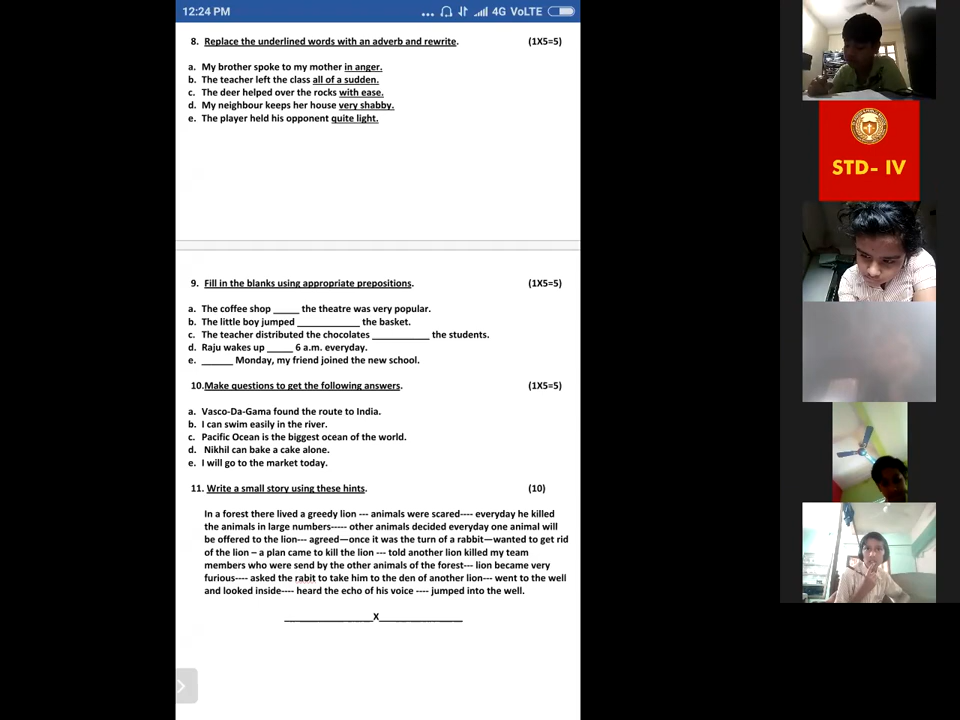 12:24 PM
... 4G VoLTE
8. Replace the underlined words with an adverb and rewrite. (1X5=5)
a. My brother spoke to my mother in anger.
b. The teacher left the class all of a sudden.
c. The deer helped over the rocks with ease.
d. My neighbour keeps her house very shabby.
e. The player held his opponent quite light.
9. Fill in the blanks using appropriate prepositions. (1X5=5)
a. The coffee shop _____ the theatre was very popular.
b. The little boy jumped ____________ the basket.
c. The teacher distributed the chocolates ___________ the students.
d. Raju wakes up _____ 6 a.m. everyday.
e. ______ Monday, my friend joined the new school.
10.Make questions to get the following answers. (1X5=5)
a. Vasco-Da-Gama found the route to India.
b. I can swim easily in the river.
c. Pacific Ocean is the biggest ocean of the world.
d. Nikhil can bake a cake alone.
e. I will go to the market today.
11. Write a small story using these hints. (10)
In a forest there lived a greedy lion --- animals were scared---- everyday he killed
the animals in large numbers----- other animals decided everyday one animal will
be offered to the lion--- agreed—once it was the turn of a rabbit—wanted to get rid
of the lion – a plan came to kill the lion --- told another lion killed my team
members who were send by the other animals of the forest--- lion became very
furious---- asked the rabit to take him to the den of another lion--- went to the well
and looked inside---- heard the echo of his voice ---- jumped into the well.
__________________X_________________
STD- IV